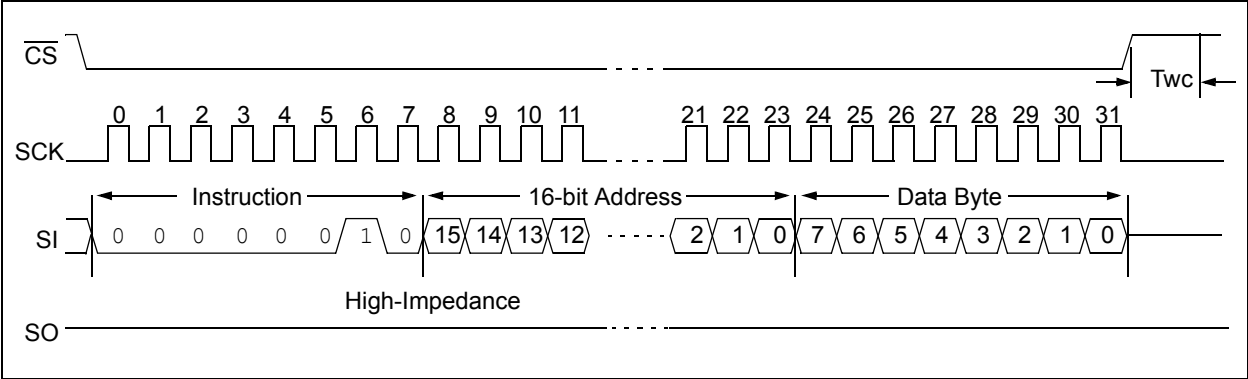 CS
Twc
0 1 2 3 4 5 6 7 8 9 10 11 21 22 23 24 25 26 27 28 29 30 31
SCK
Instruction 16-bit Address Data Byte
SI 0 0 0 0 0 0 1 0 15 14 13 12 2 1 0 7 6 5 4 3 2 1 0
High-Impedance
SO